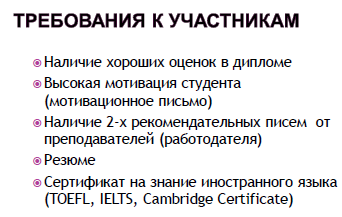 ТРЕБОВАНИЯ К УЧАСТНИКАМ
Наличие хороших оценок в дипломе
Высокая мотивация студента
(мотивационное письмо)
Наличие 2-х рекомендательных писем от
преподавателей (работодателя)
Резюме
Сертификат на знание иностранного языка
(TOEFL, IELTS, Cambridge Certificate)